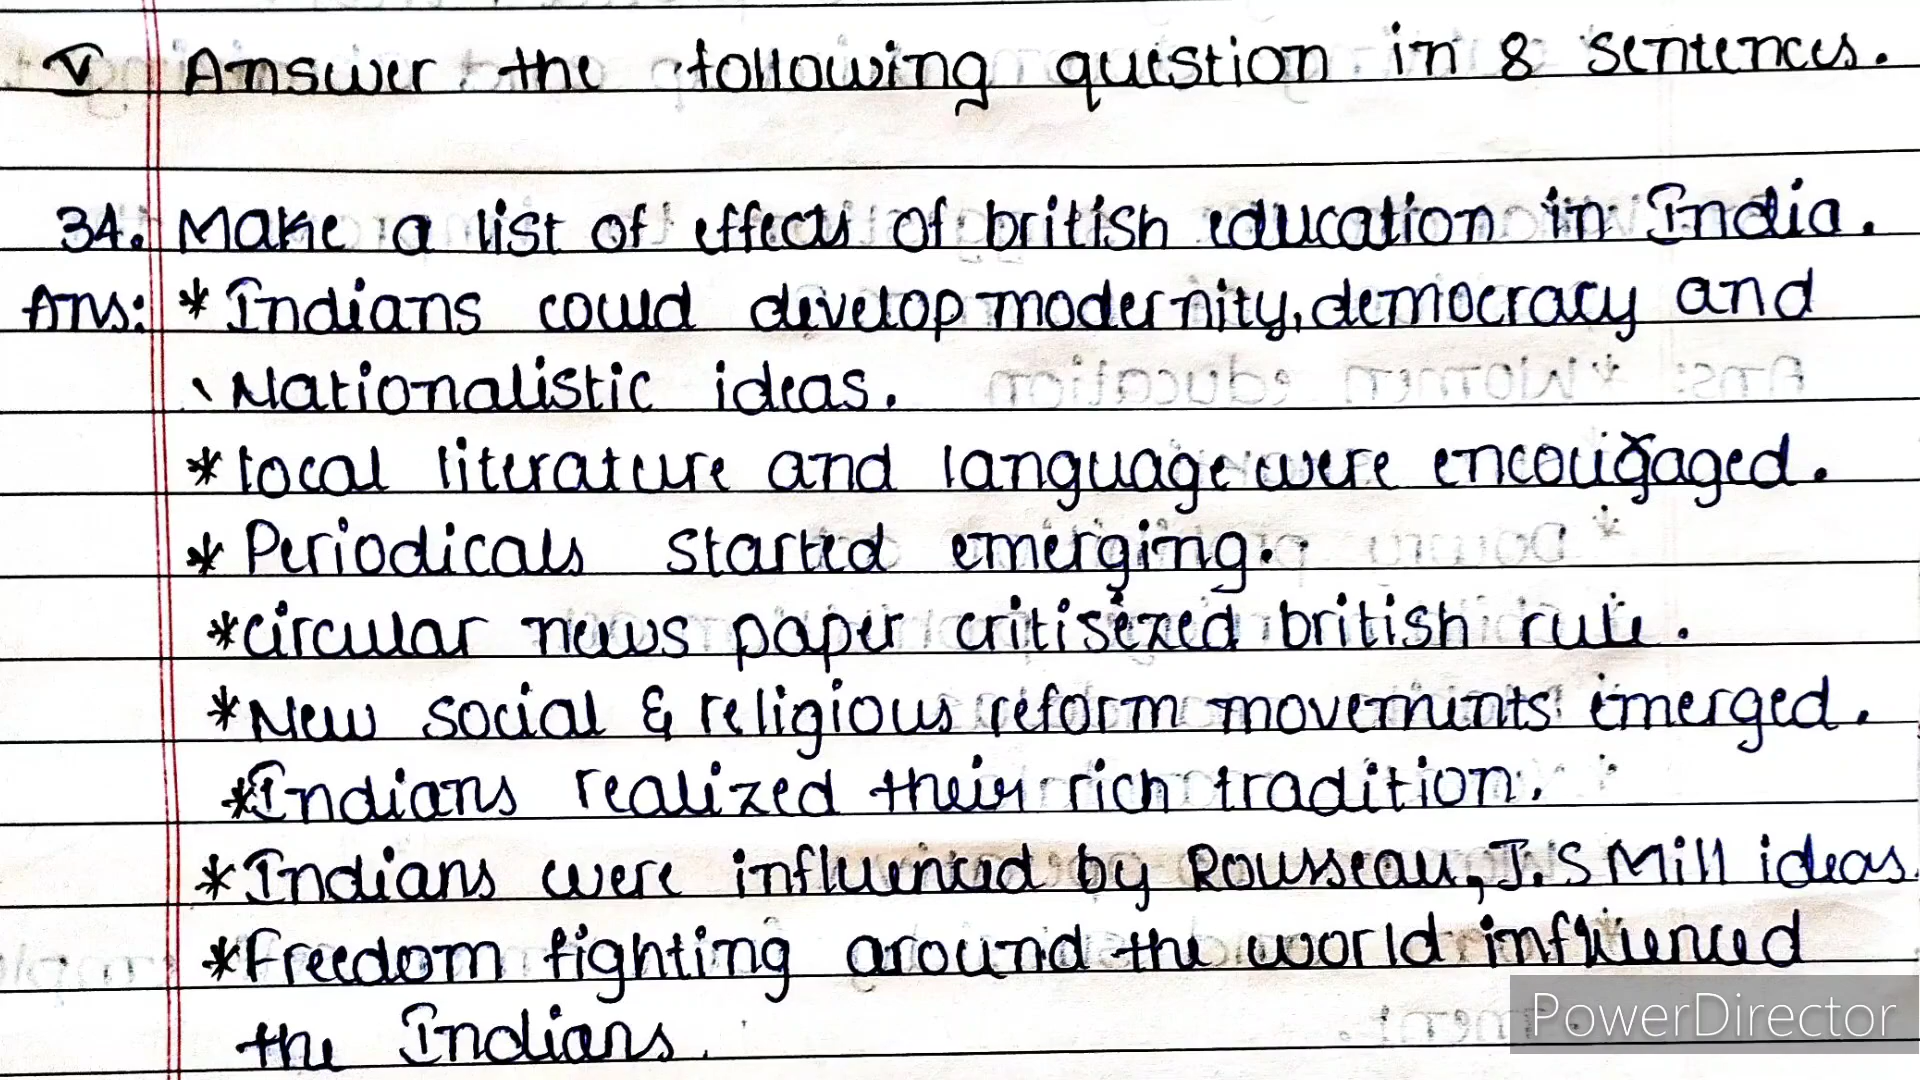 V Answer the following question in 8 sentences.
34. Make a list of effects of british education in India.
Ans: * Indians could develop modernity, democracy and
Nationalistic ideas.
* local literature and language were encouragaged.
* Periodicals started emerging.
* circular news paper critisized british rule.
* New social & religious reform movements emerged.
* Indians realized their rich tradition.
* Indians were influenced by Rousseau, J.S Mill ideas.
* Freedom fighting around the world influenced
the Indians.
PowerDirector